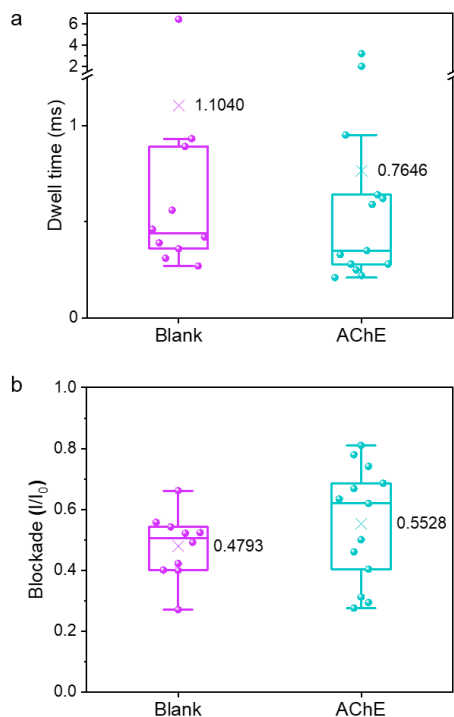 a
Dwell time (ms)
6
4
2
1
0
1.1040
0.7646
Blank
AChE
b
Blockade (I/I₀)
1.0
0.8
0.6
0.4
0.2
0.0
0.4793
0.5528
Blank
AChE